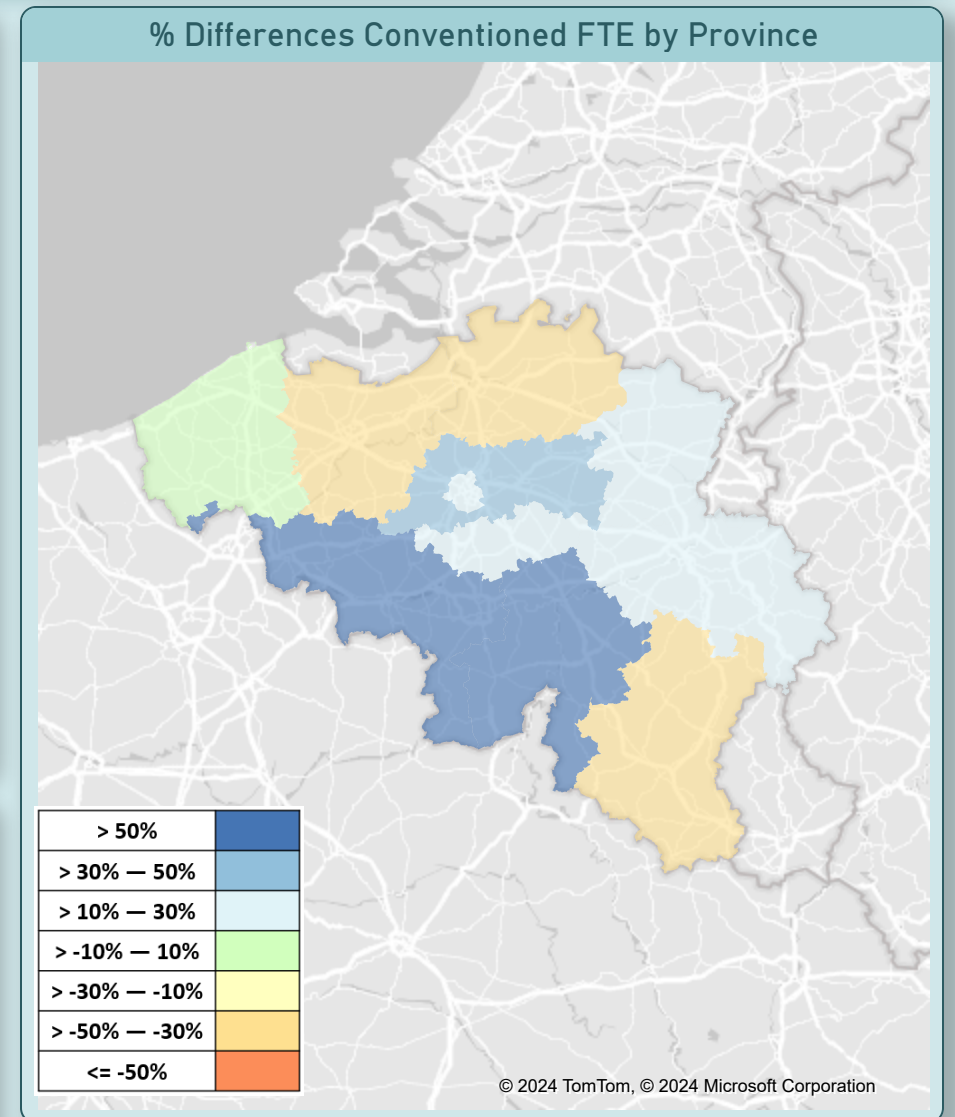 % Differences Conventioned FTE by Province
> 50%
> 30% — 50%
> 10% — 30%
> -10% — 10%
> -30% — -10%
> -50% — -30%
<= -50%
© 2024 TomTom, © 2024 Microsoft Corporation